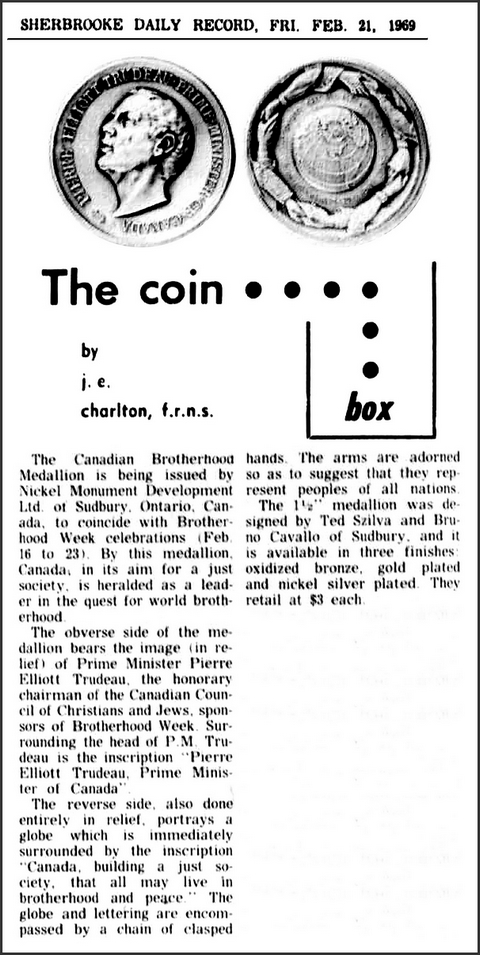 SHERBROOKE DAILY RECORD, FRI. FEB. 21, 1969
PIERRE ELLIOTT TRUDEAU PRIME MINISTER OF CANADA
The coin
by
j. e.
charlton, f.r.n.s.
box
The Canadian Brotherhood
Medallion is being issued by
Nickel Monument Development
Ltd. of Sudbury, Ontario, Can-
ada, to coincide with Brother-
hood Week celebrations (Feb.
16 to 23). By this medallion,
Canada, in its aim for a just
society, is heralded as a lead-
er in the quest for world broth-
erhood.
The obverse side of the me-
dallion bears the image (in re-
lief) of Prime Minister Pierre
Elliott Trudeau, the honorary
chairman of the Canadian Coun-
cil of Christians and Jews, spon-
sors of Brotherhood Week. Sur-
rounding the head of P.M. Tru-
deau is the inscription "Pierre
Elliott Trudeau, Prime Minis-
ter of Canada".
The reverse side, also done
entirely in relief, portrays a
globe which is immediately
surrounded by the inscription
"Canada, building a just so-
ciety, that all may live in
brotherhood and peace." The
globe and lettering are encom-
passed by a chain of clasped
hands. The arms are adorned
so as to suggest that they rep-
resent peoples of all nations.
The 1½" medallion was de-
signed by Ted Szilva and Bru-
no Cavallo of Sudbury, and it
is available in three finishes:
oxidized bronze, gold plated
and nickel silver plated. They
retail at $3 each.